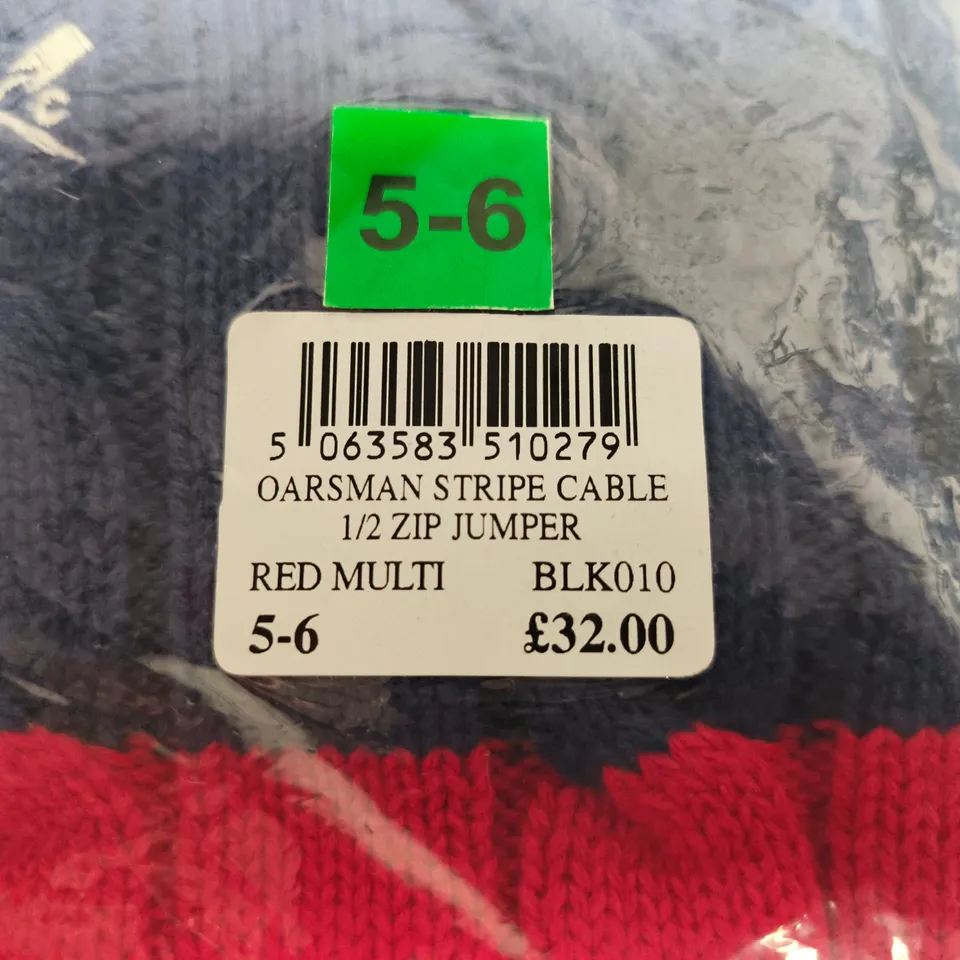 5-6
5 063583 510279
OARSMAN STRIPE CABLE
1/2 ZIP JUMPER
RED MULTI BLK010
5-6 £32.00